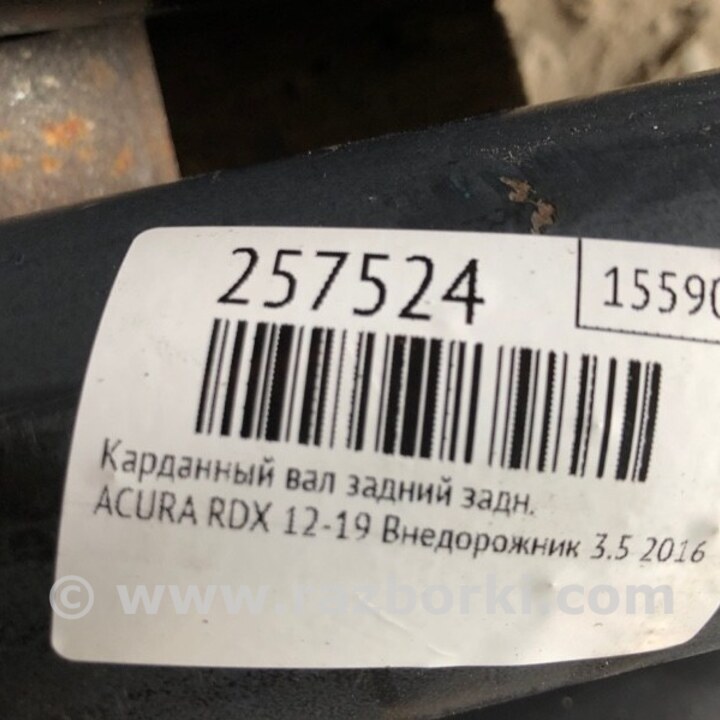 257524
15590
Карданный вал задний задн.
ACURA RDX 12-19 Внедорожник 3.5 2016
© www.razborki.com